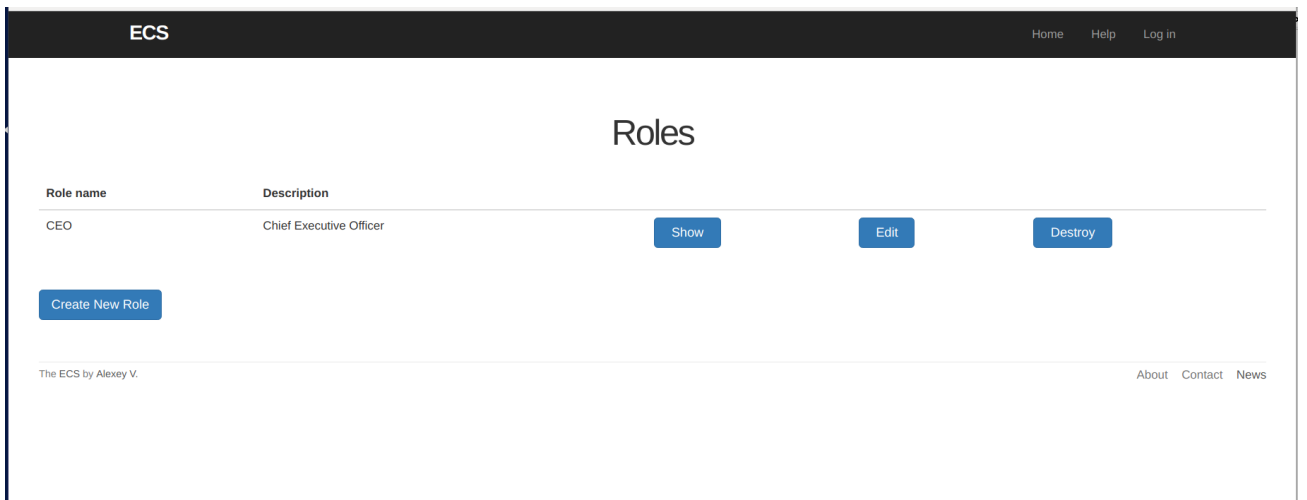 ECS Home Help Log in
Roles
Role name Description
CEO Chief Executive Officer Show Edit Destroy
Create New Role
The ECS by Alexey V. About Contact News